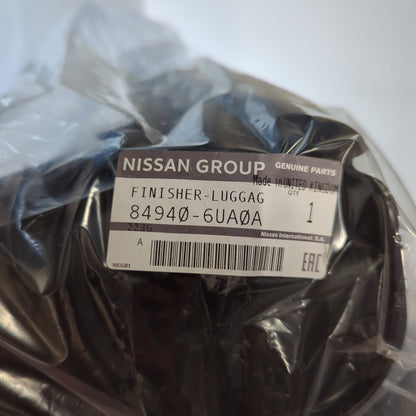 NISSAN GROUP GENUINE PARTS
Made in UNITED KINGDOM
FINISHER-LUGGAG
QTY
1
84940-6UA0A
2236
Nissan International. S.A.
A
EAC
NEGB1